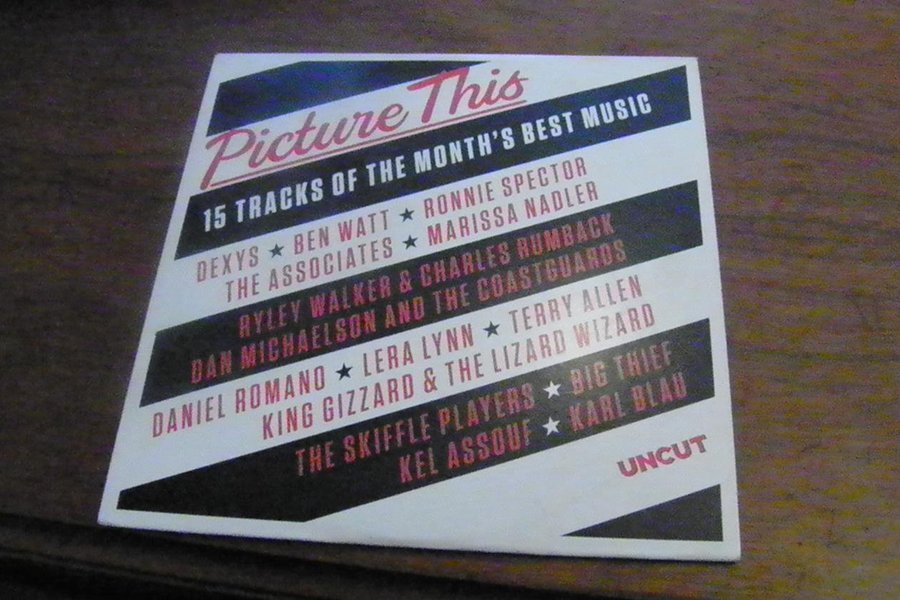 Picture This
15 TRACKS OF THE MONTH'S BEST MUSIC
DEXYS ★ BEN WATT ★ RONNIE SPECTOR
THE ASSOCIATES ★ MARISSA NADLER
RYLEY WALKER & CHARLES RUMBACK
DAN MICHAELSON AND THE COASTGUARDS
DANIEL ROMANO ★ LERA LYNN ★ TERRY ALLEN
KING GIZZARD & THE LIZARD WIZARD
THE SKIFFLE PLAYERS ★ BIG THIEF
KEL ASSOUF ★ KARL BLAU
UNCUT